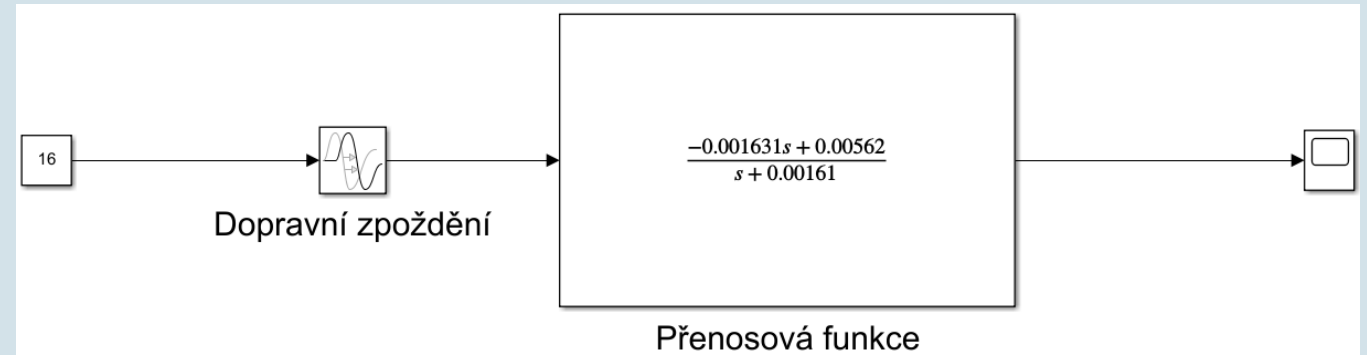 16
Dopravní zpoždění
−0.001631s + 0.00562
s + 0.00161
Přenosová funkce